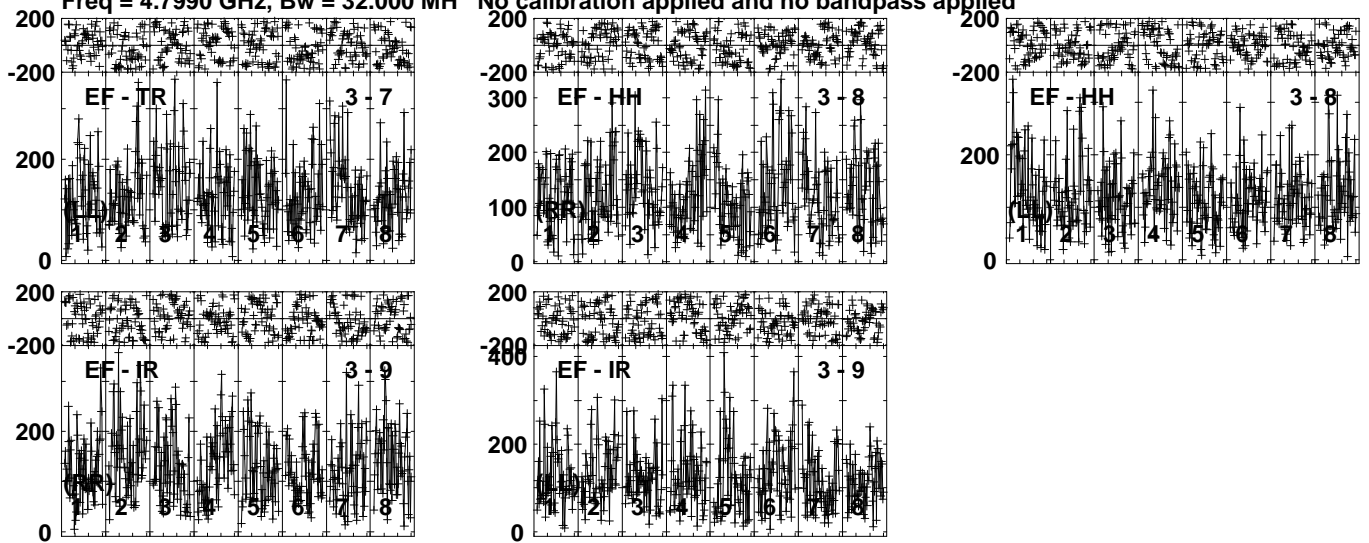 Freq = 4.7990 GHz, Bw = 32.000 MH No calibration applied and no bandpass applied
200
-200
EF - TR 3 - 7
200
(LL)
1 2 3 4 5 6 7 8
0
200
-200
300
EF - HH 3 - 8
200
100
(RR)
1 2 3 4 5 6 7 8
0
200
-200
EF - HH 3 - 8
200
(LL)
1 2 3 4 5 6 7 8
0
200
-200
EF - IR 3 - 9
200
(RR)
1 2 3 4 5 6 7 8
0
200
-200
400
EF - IR 3 - 9
200
(LL)
1 2 3 4 5 6 7 8
0